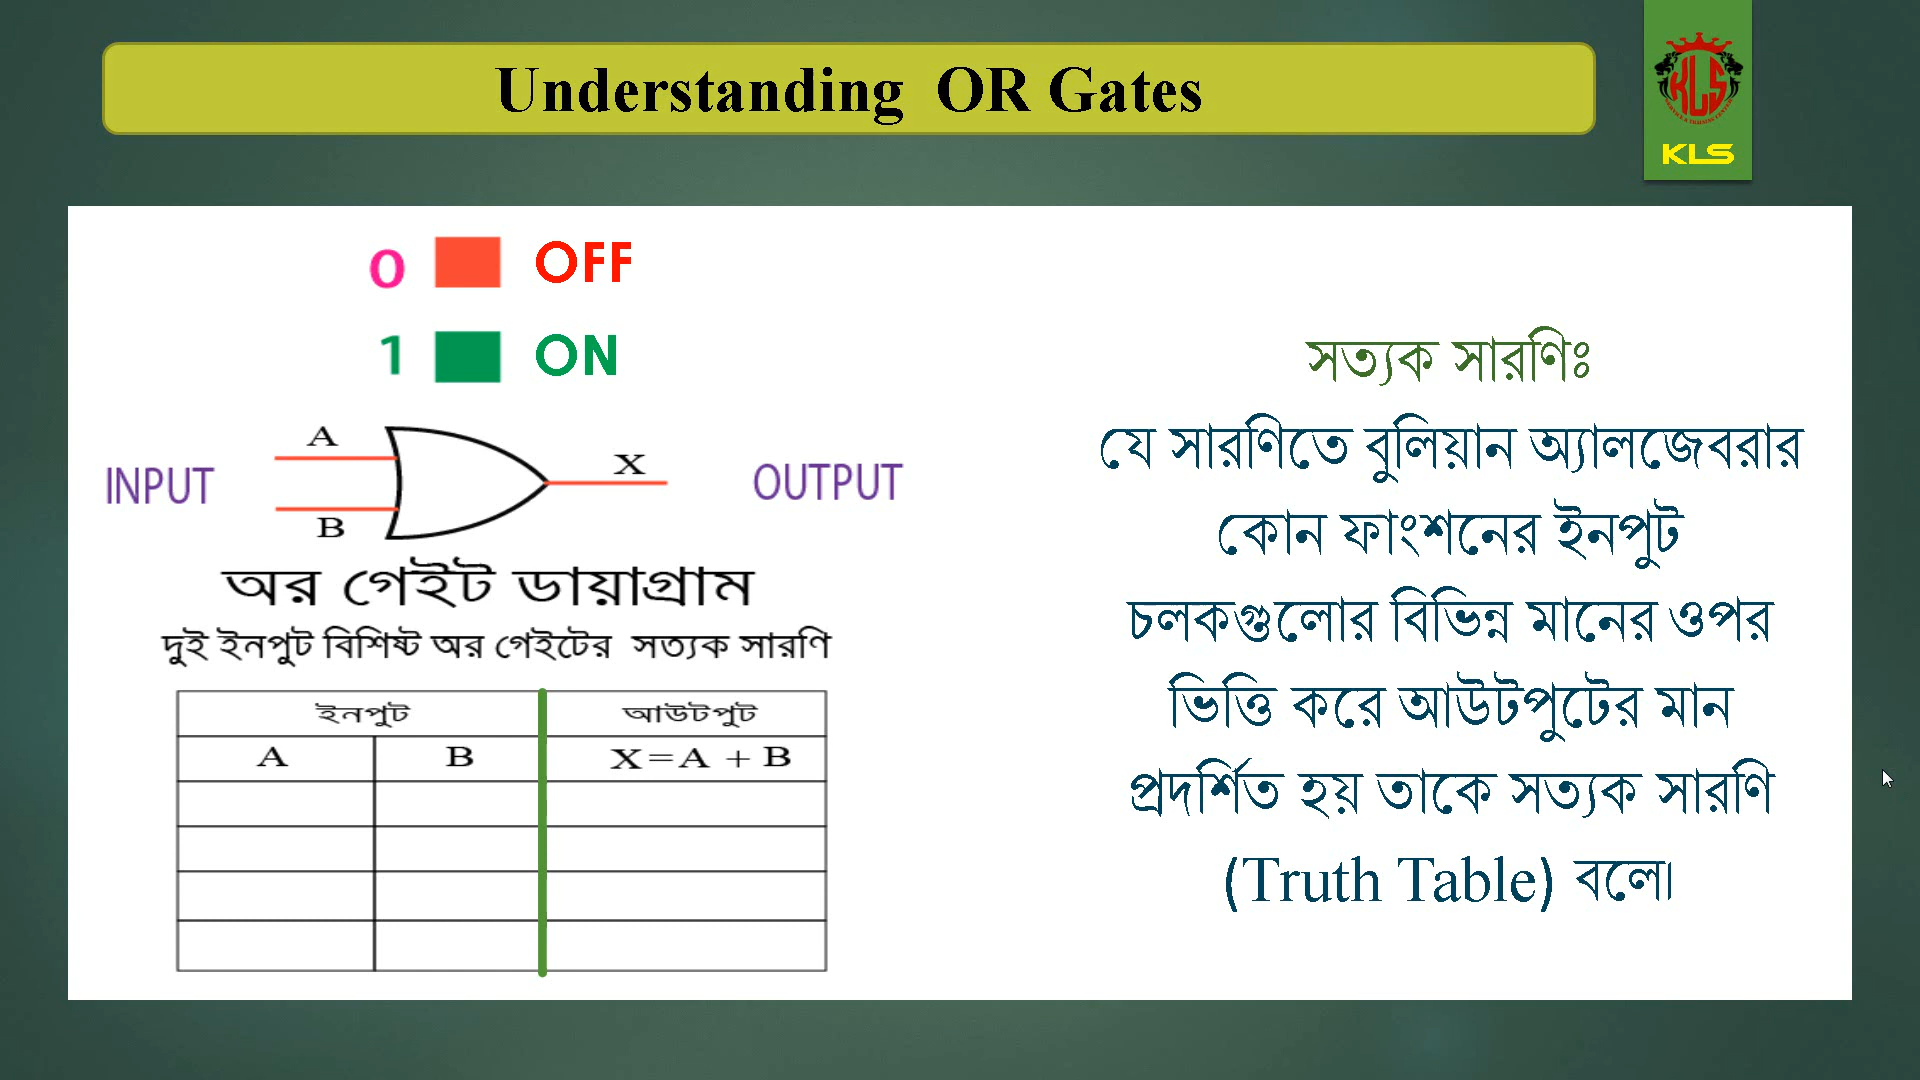 Understanding OR Gates
KLS
KLS
0 OFF
1 ON
A
INPUT
B
X
OUTPUT
অর গেইট ডায়াগ্রাম
দুই ইনপুট বিশিষ্ট অর গেইটের সত্যক সারণি
ইনপুট আউটপুট
A B X=A + B
সত্যক সারণিঃ
যে সারণিতে বুলিয়ান অ্যালজেবরার
কোন ফাংশনের ইনপুট
চলকগুলোর বিভিন্ন মানের ওপর
ভিত্তি করে আউটপুটের মান
প্রদর্শিত হয় তাকে সত্যক সারণি
(Truth Table) বলে।